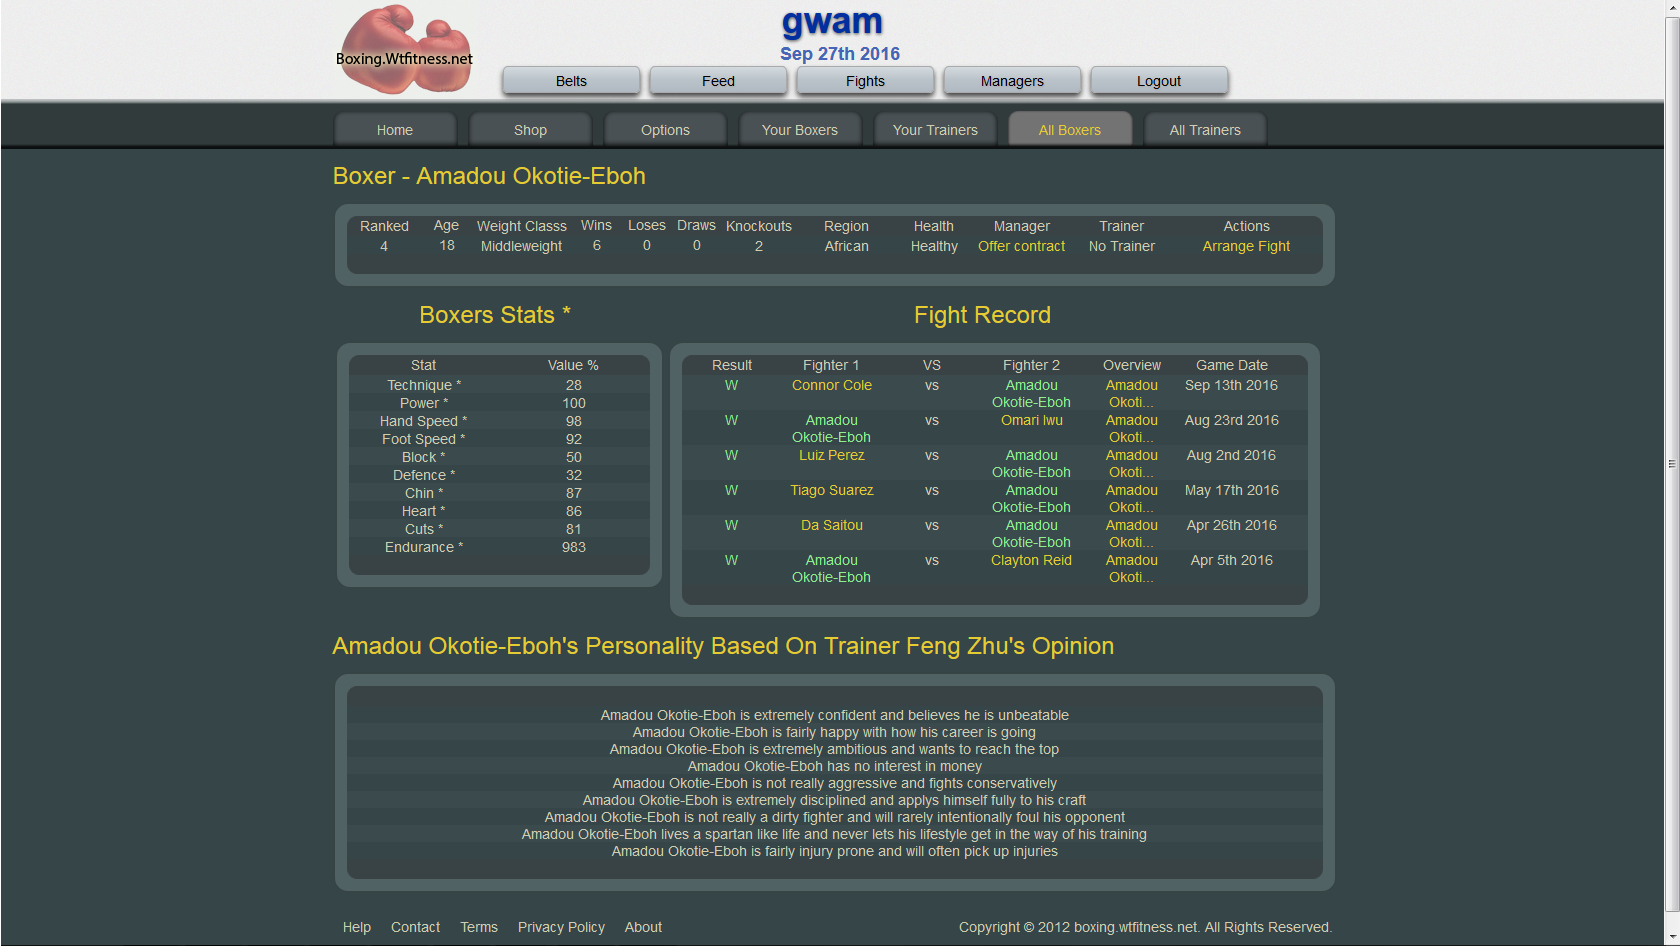 gwam
Boxing.Wtfitness.net
Sep 27th 2016
Belts Feed Fights Managers Logout
Home Shop Options Your Boxers Your Trainers All Boxers All Trainers
Boxer - Amadou Okotie-Eboh
Ranked Age Weight Classs Wins Loses Draws Knockouts Region Health Manager Trainer Actions
4 18 Middleweight 6 0 0 2 African Healthy Offer contract No Trainer Arrange Fight
Boxers Stats *
Stat Value %
Technique * 28
Power * 100
Hand Speed * 98
Foot Speed * 92
Block * 50
Defence * 32
Chin * 87
Heart * 86
Cuts * 81
Endurance * 983
Fight Record
Result Fighter 1 VS Fighter 2 Overview Game Date
W Connor Cole vs Amadou Amadou Sep 13th 2016
Okotie-Eboh Okoti...
W Amadou vs Omari Iwu Amadou Aug 23rd 2016
Okotie-Eboh Okoti...
W Luiz Perez vs Amadou Amadou Aug 2nd 2016
Okotie-Eboh Okoti...
W Tiago Suarez vs Amadou Amadou May 17th 2016
Okotie-Eboh Okoti...
W Da Saitou vs Amadou Amadou Apr 26th 2016
Okotie-Eboh Okoti...
W Amadou vs Clayton Reid Amadou Apr 5th 2016
Okotie-Eboh Okoti...
Amadou Okotie-Eboh's Personality Based On Trainer Feng Zhu's Opinion
Amadou Okotie-Eboh is extremely confident and believes he is unbeatable
Amadou Okotie-Eboh is fairly happy with how his career is going
Amadou Okotie-Eboh is extremely ambitious and wants to reach the top
Amadou Okotie-Eboh has no interest in money
Amadou Okotie-Eboh is not really aggressive and fights conservatively
Amadou Okotie-Eboh is extremely disciplined and applys himself fully to his craft
Amadou Okotie-Eboh is not really a dirty fighter and will rarely intentionally foul his opponent
Amadou Okotie-Eboh lives a spartan like life and never lets his lifestyle get in the way of his training
Amadou Okotie-Eboh is fairly injury prone and will often pick up injuries
Help Contact Terms Privacy Policy About Copyright © 2012 boxing.wtfitness.net. All Rights Reserved.